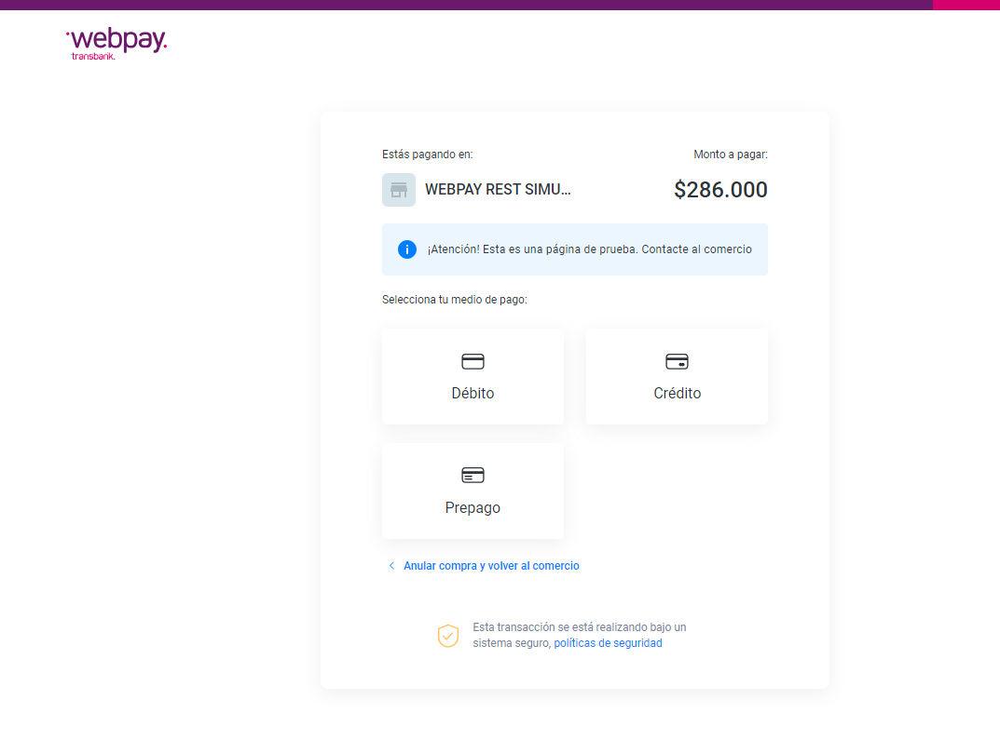 webpay.
transbank.
Estás pagando en:
Monto a pagar:
WEBPAY REST SIMU...
$286.000
¡Atención! Esta es una página de prueba. Contacte al comercio
Selecciona tu medio de pago:
Débito
Crédito
Prepago
Anular compra y volver al comercio
Esta transacción se está realizando bajo un
sistema seguro, políticas de seguridad